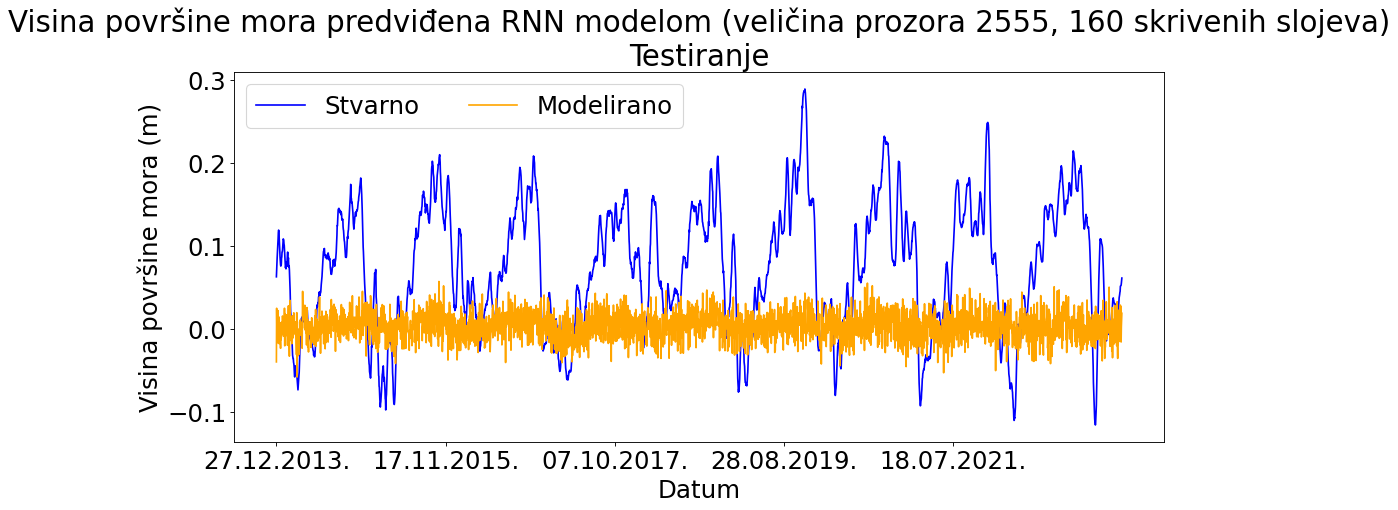 Visina površine mora predviđena RNN modelom (veličina prozora 2555, 160 skrivenih slojeva)
Testiranje
Stvarno
Modelirano
Visina površine mora (m)
0.3
0.2
0.1
0.0
−0.1
27.12.2013.
17.11.2015.
07.10.2017.
28.08.2019.
18.07.2021.
Datum